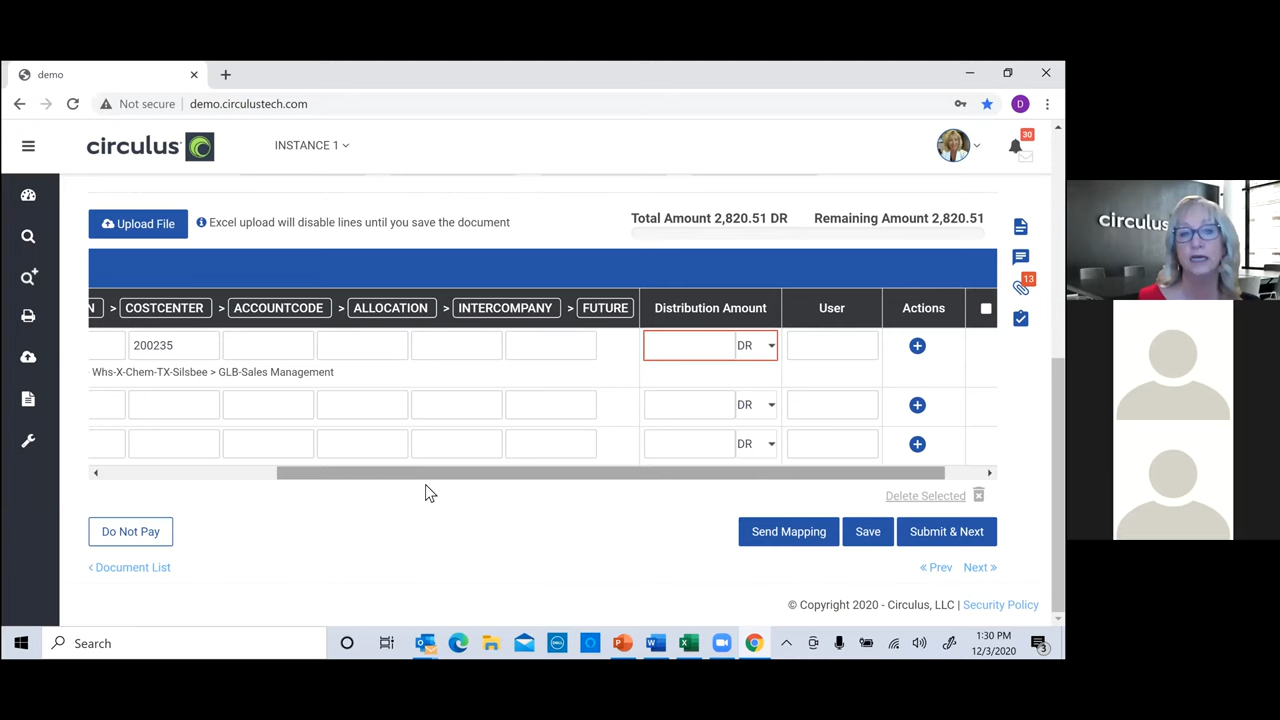 demo
Not secure
demo.circulustech.com
D
circulus
INSTANCE 1
30
Upload File
Excel upload will disable lines until you save the document
Total Amount 2,820.51 DR
Remaining Amount 2,820.51
N > COSTCENTER > ACCOUNTCODE > ALLOCATION > INTERCOMPANY > FUTURE
Distribution Amount
User
Actions
13
200235
DR
Whs-X-Chem-TX-Silsbee > GLB-Sales Management
DR
DR
Delete Selected
Do Not Pay
Send Mapping
Save
Submit & Next
< Document List
« Prev
Next »
© Copyright 2020 - Circulus, LLC | Security Policy
Search
1:30 PM
12/3/2020
3
circulus